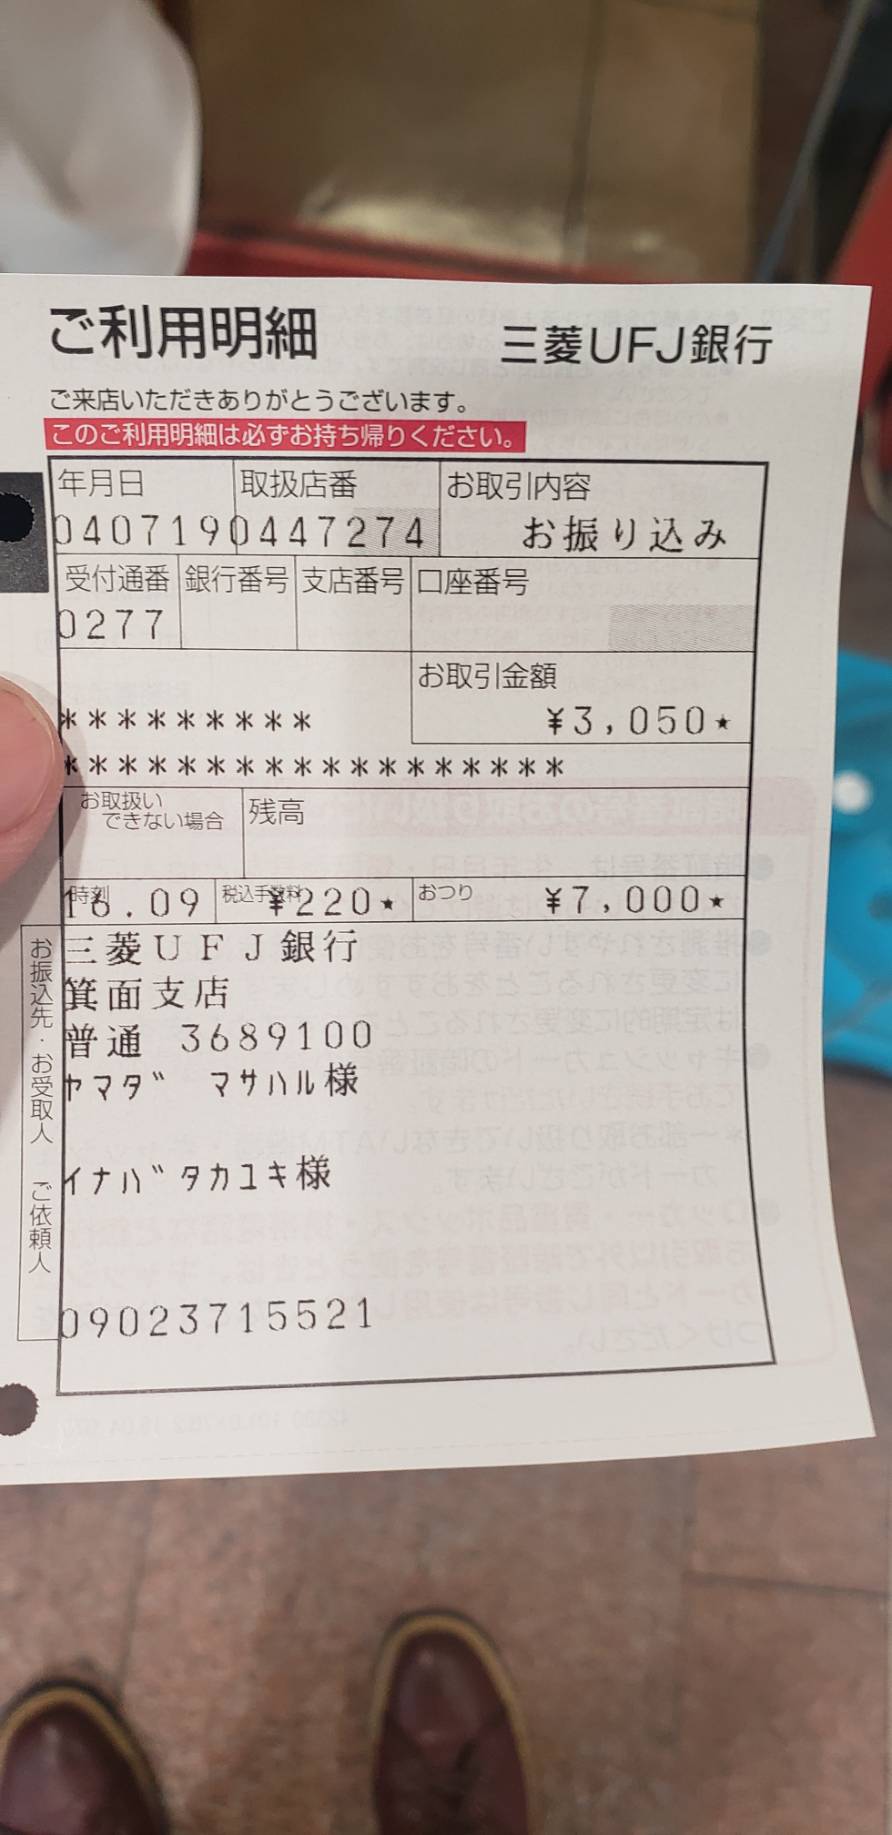 ご利用明細 三菱UFJ銀行
ご来店いただきありがとうございます。
このご利用明細は必ずお持ち帰りください。
年月日 取扱店番 お取引内容
040719 0447274 お振り込み
受付通番 銀行番号 支店番号 口座番号
0277
お取引金額
********* ¥3,050★
******************
お取扱いできない場合 残高
時刻 税込手数料 おつり
16.09 ¥220★ ¥7,000★
お振込先・お受取人 ご依頼人
三菱UFJ銀行
箕面支店
普通 3689100
ヤマダ マサハル様
イナバタカユキ様
09023715521